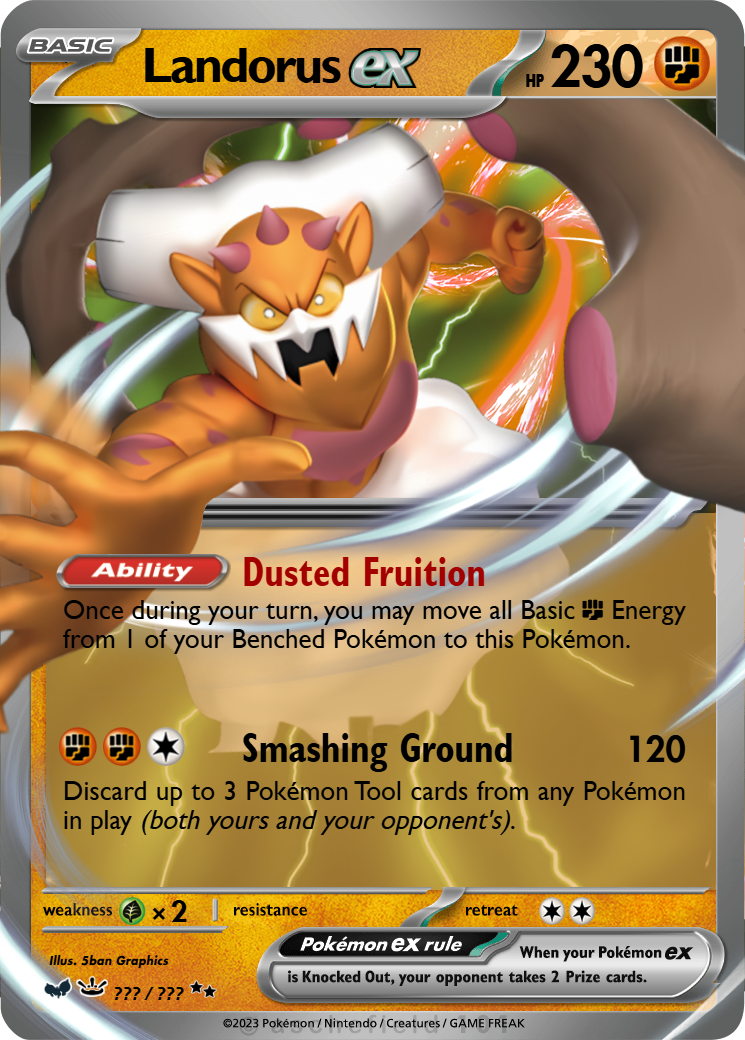 BASIC
Landorus ex
HP 230
Ability Dusted Fruition
Once during your turn, you may move all Basic Energy
from 1 of your Benched Pokémon to this Pokémon.
Smashing Ground 120
Discard up to 3 Pokémon Tool cards from any Pokémon
in play (both yours and your opponent's).
weakness × 2 resistance retreat
Illus. 5ban Graphics
??? / ???
Pokémon ex rule
When your Pokémon ex
is Knocked Out, your opponent takes 2 Prize cards.
©2023 Pokémon / Nintendo / Creatures / GAME FREAK